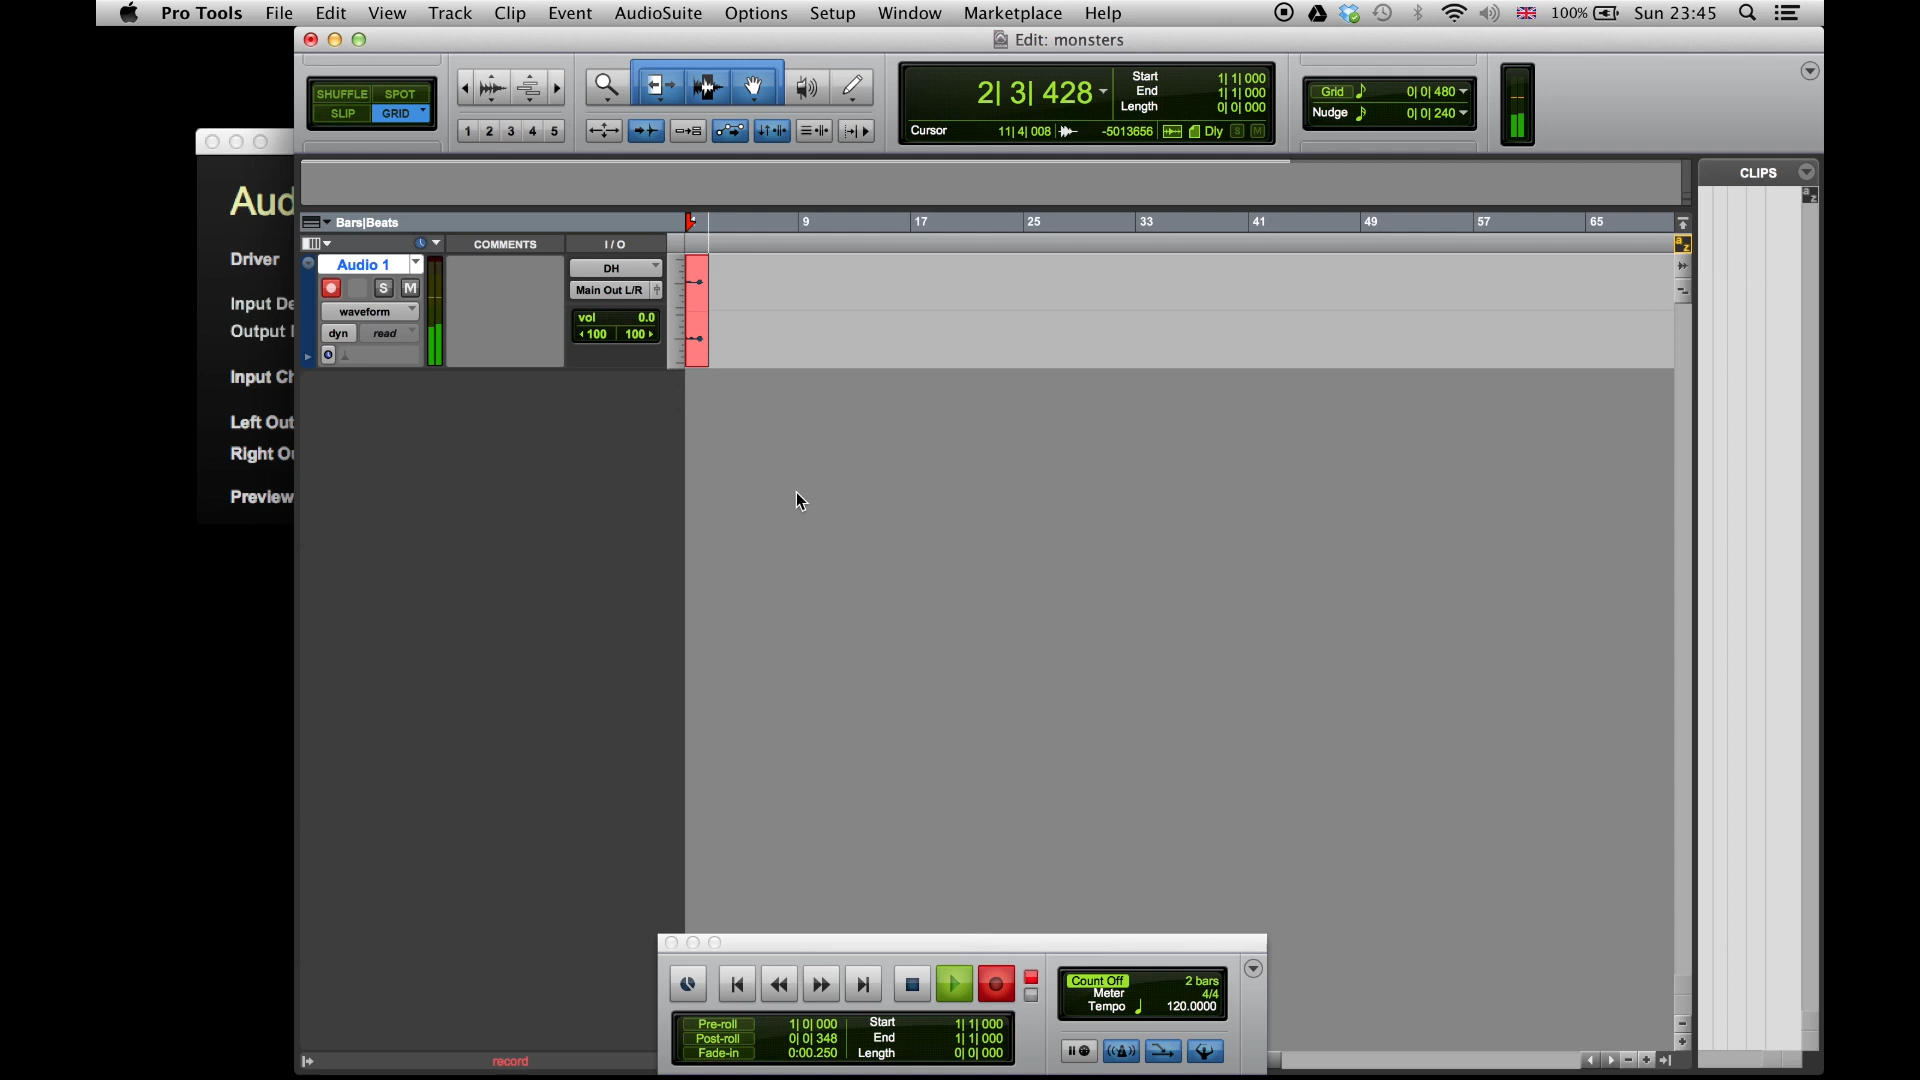 Pro Tools File Edit View Track Clip Event AudioSuite Options Setup Window Marketplace Help 100% Sun 23:45
Edit: monsters
SHUFFLE SPOT
SLIP GRID
1 2 3 4 5
2| 3| 428
Start 1| 1| 000
End 1| 1| 000
Length 0| 0| 000
Cursor 11| 4| 008 -5013656 Dly S M
Grid 0| 0| 480
Nudge 0| 0| 240
CLIPS
a z
Aud
Driver
Input De
Output
Input Ch
Left Out
Right Ou
Preview
Bars|Beats 9 17 25 33 41 49 57 65
COMMENTS I / O
a z
Audio 1 DH
S M Main Out L/R
waveform vol 0.0
dyn read 100 100
Count Off 2 bars
Meter 4/4
Tempo 120.0000
Pre-roll 1| 0| 000 Start 1| 1| 000
Post-roll 0| 0| 348 End 1| 1| 000
Fade-in 0:00.250 Length 0| 0| 000
record